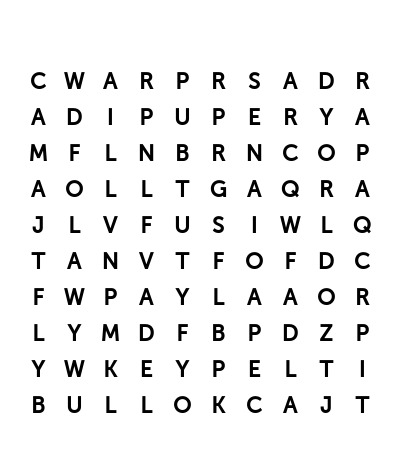 C W A R P R S A D R
A D I P U P E R Y A
M F L N B R N C O P
A O L L T G A Q R A
J L V F U S I W L Q
T A N V T F O F D C
F W P A Y L A A O R
L Y M D F B P D Z P
Y W K E Y P E L T I
B U L L O K C A J T